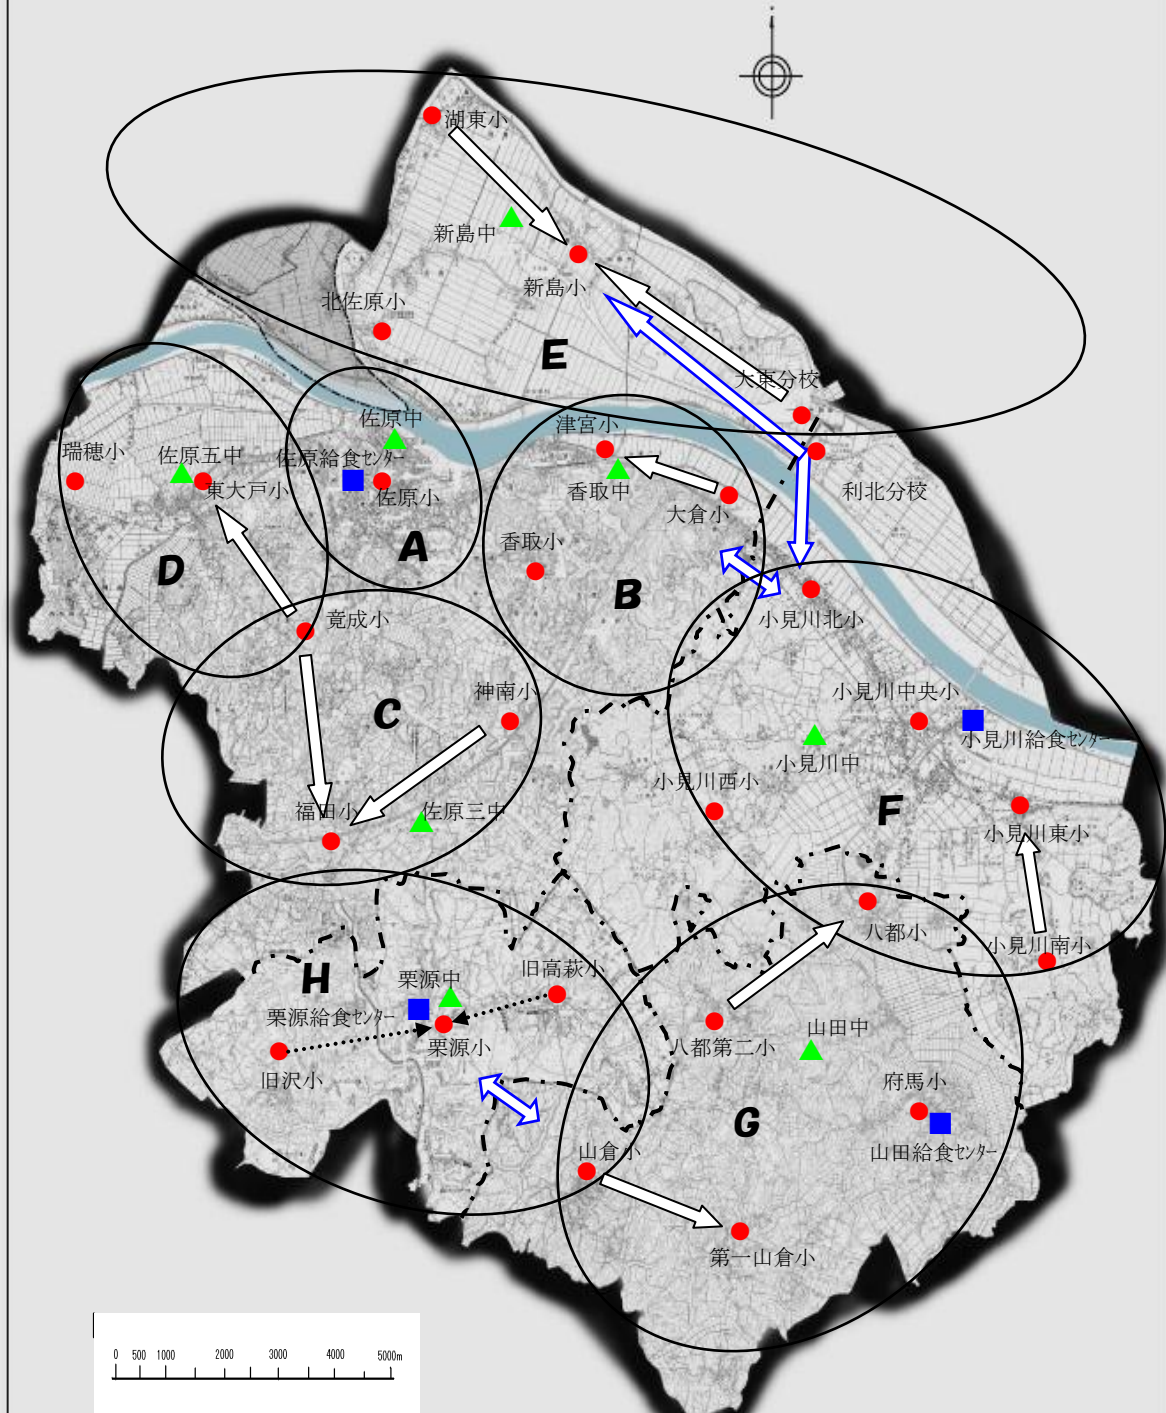 湖東小
新島中
新島小
北佐原小
E
大東分校
佐原中
津宮小
瑞穂小
佐原五中
佐原給食ｾﾝﾀｰ
東大戸小
佐原小
香取中
大倉小
利北分校
A
香取小
D
B
小見川北小
竟成小
神南小
小見川中央小
C
小見川給食ｾﾝﾀｰ
小見川中
小見川西小
福田小
佐原三中
F
小見川東小
八都小
小見川南小
H
栗源中
旧高萩小
栗源給食ｾﾝﾀｰ
栗源小
八都第二小
山田中
旧沢小
府馬小
G
山倉小
山田給食ｾﾝﾀｰ
第一山倉小
0 500 1000 2000 3000 4000 5000m